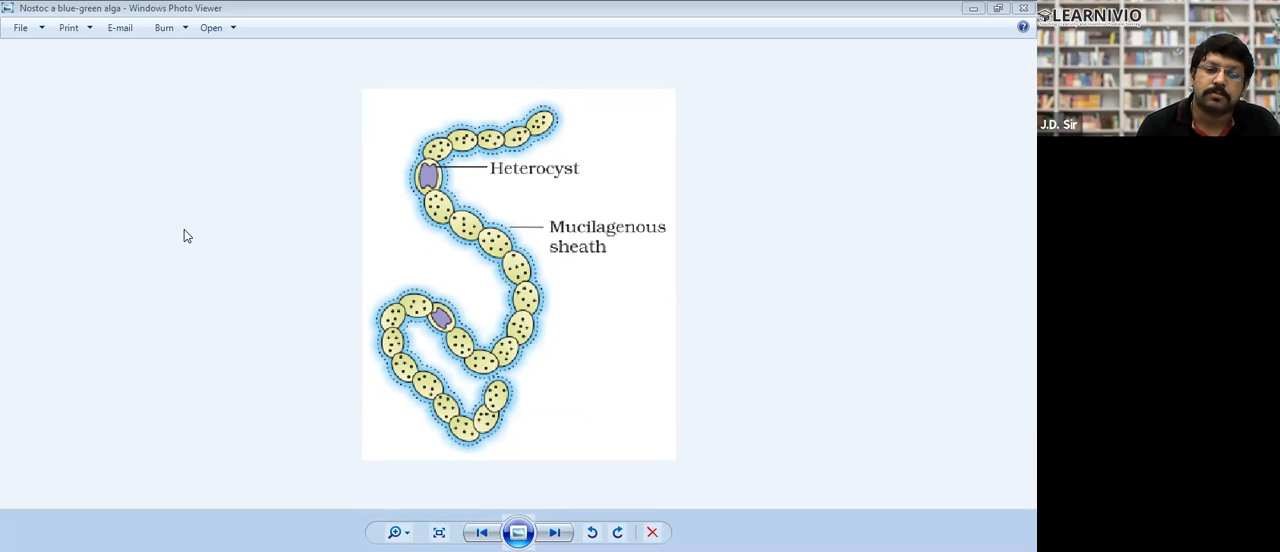 Nostoc a blue-green alga - Windows Photo Viewer
File Print E-mail Burn Open
LEARNIVIO
J.D. Sir
Heterocyst
Mucilagenous
sheath